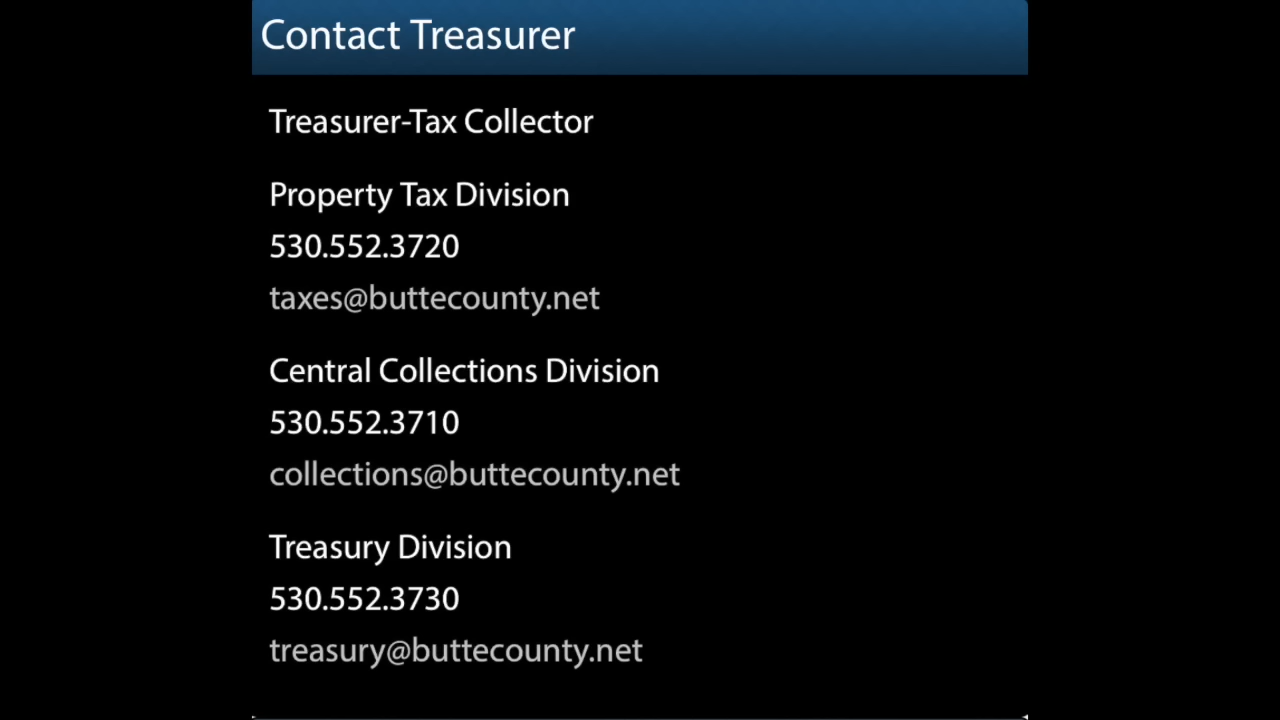 Contact Treasurer
Treasurer-Tax Collector
Property Tax Division
530.552.3720
taxes@buttecounty.net
Central Collections Division
530.552.3710
collections@buttecounty.net
Treasury Division
530.552.3730
treasury@buttecounty.net